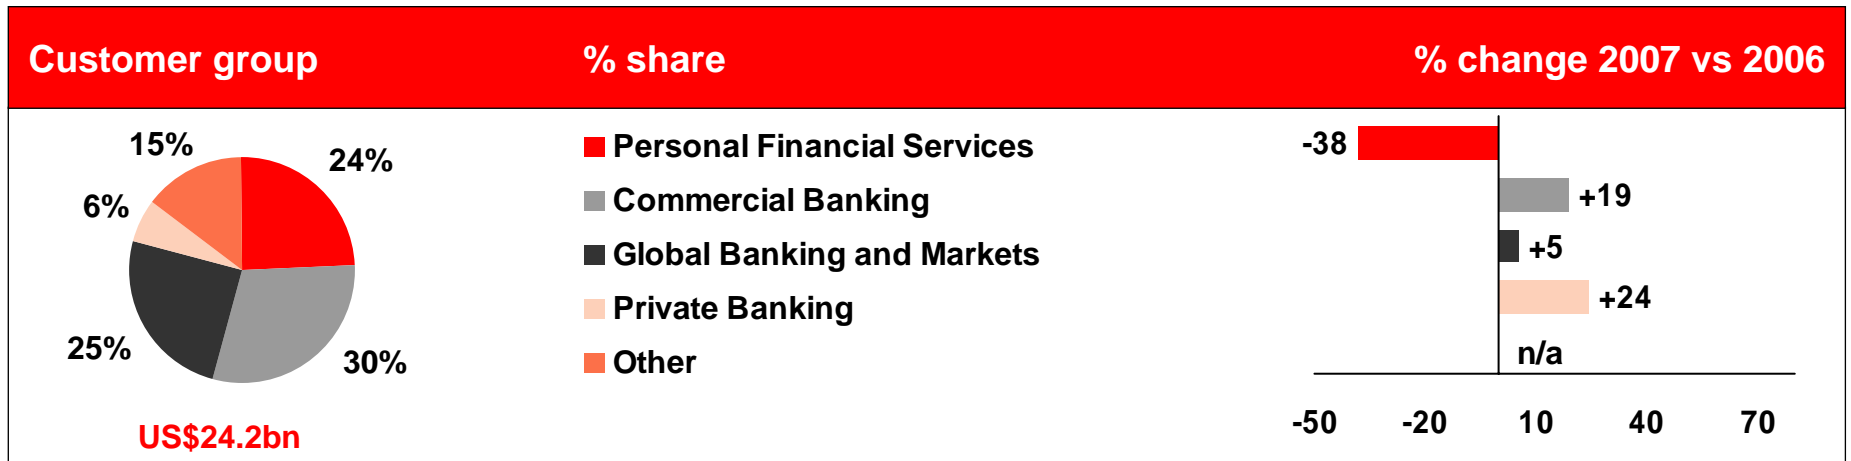 Customer group % share % change 2007 vs 2006
15%
24%
6%
25%
30%
US$24.2bn
Personal Financial Services
Commercial Banking
Global Banking and Markets
Private Banking
Other
-38
+19
+5
+24
n/a
-50 -20 10 40 70